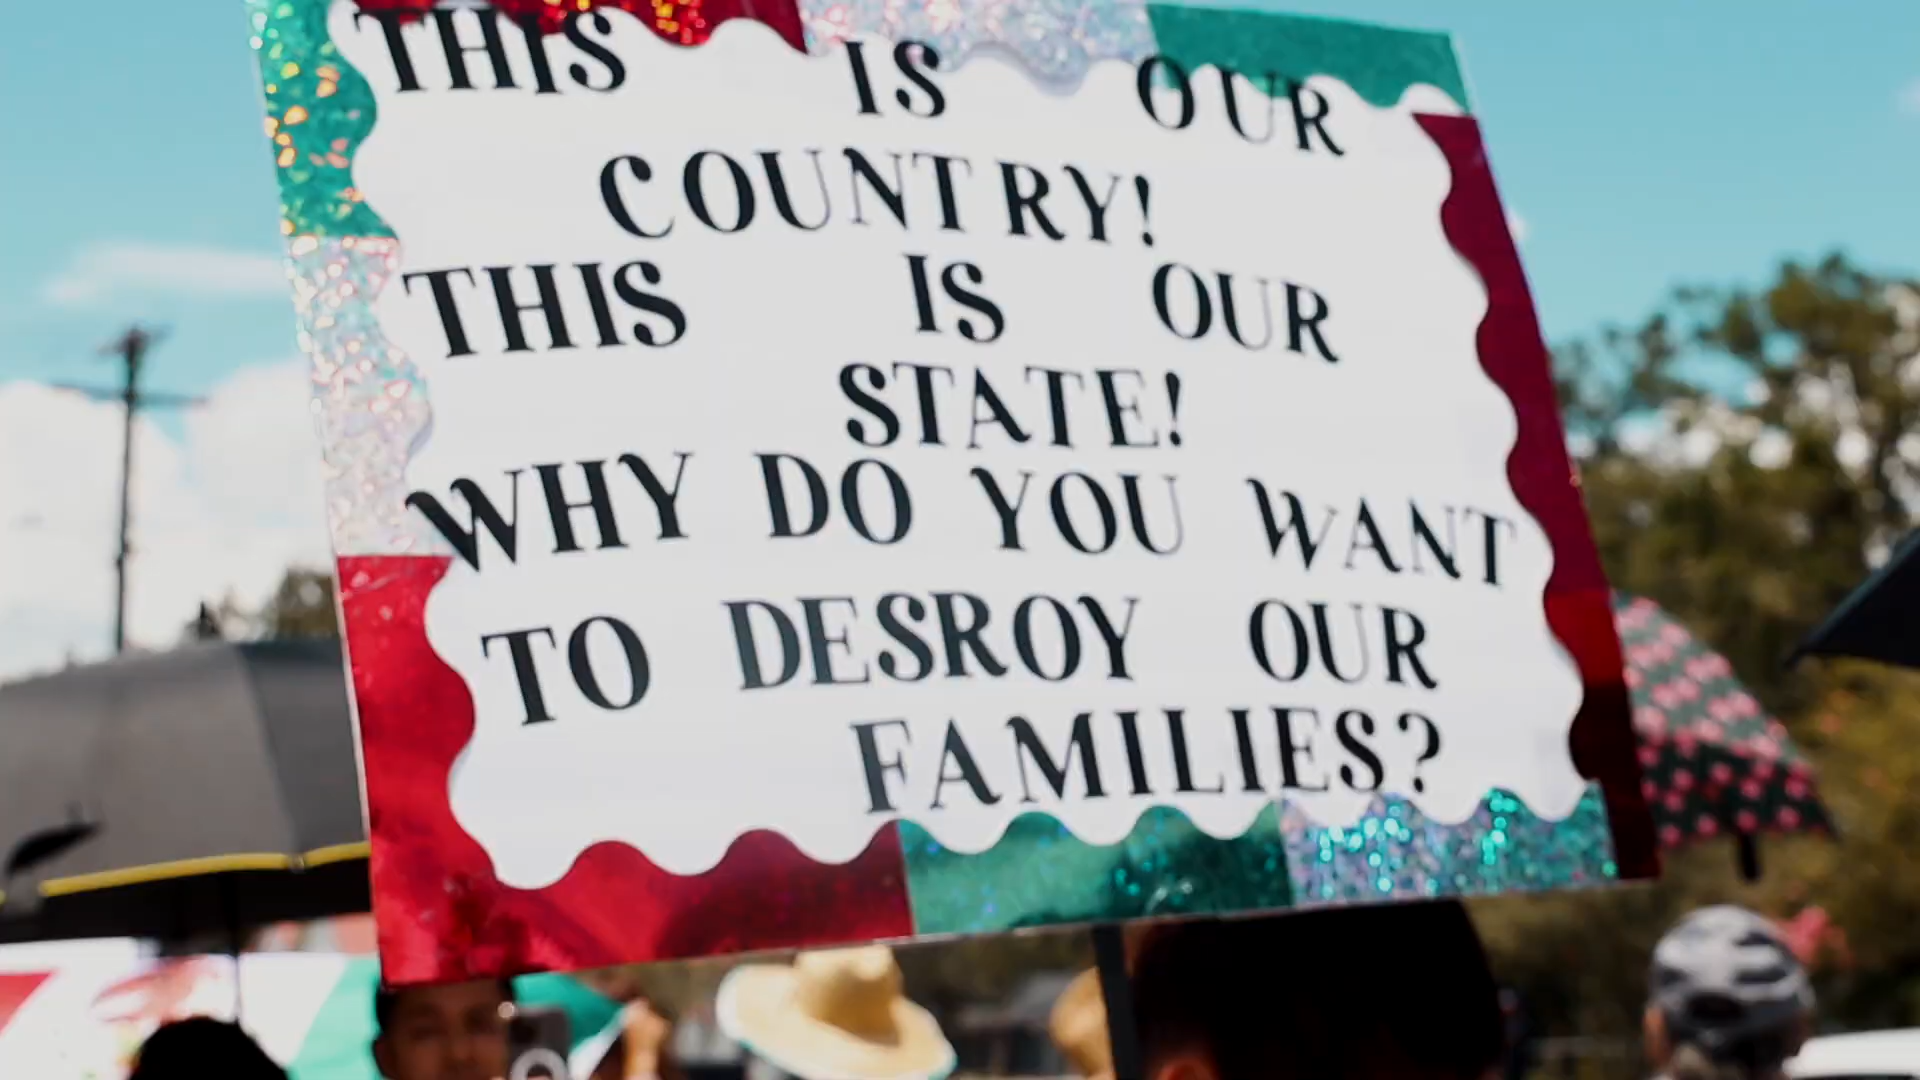 THIS IS OUR
COUNTRY!
THIS IS OUR
STATE!
WHY DO YOU WANT
TO DESROY OUR
FAMILIES?